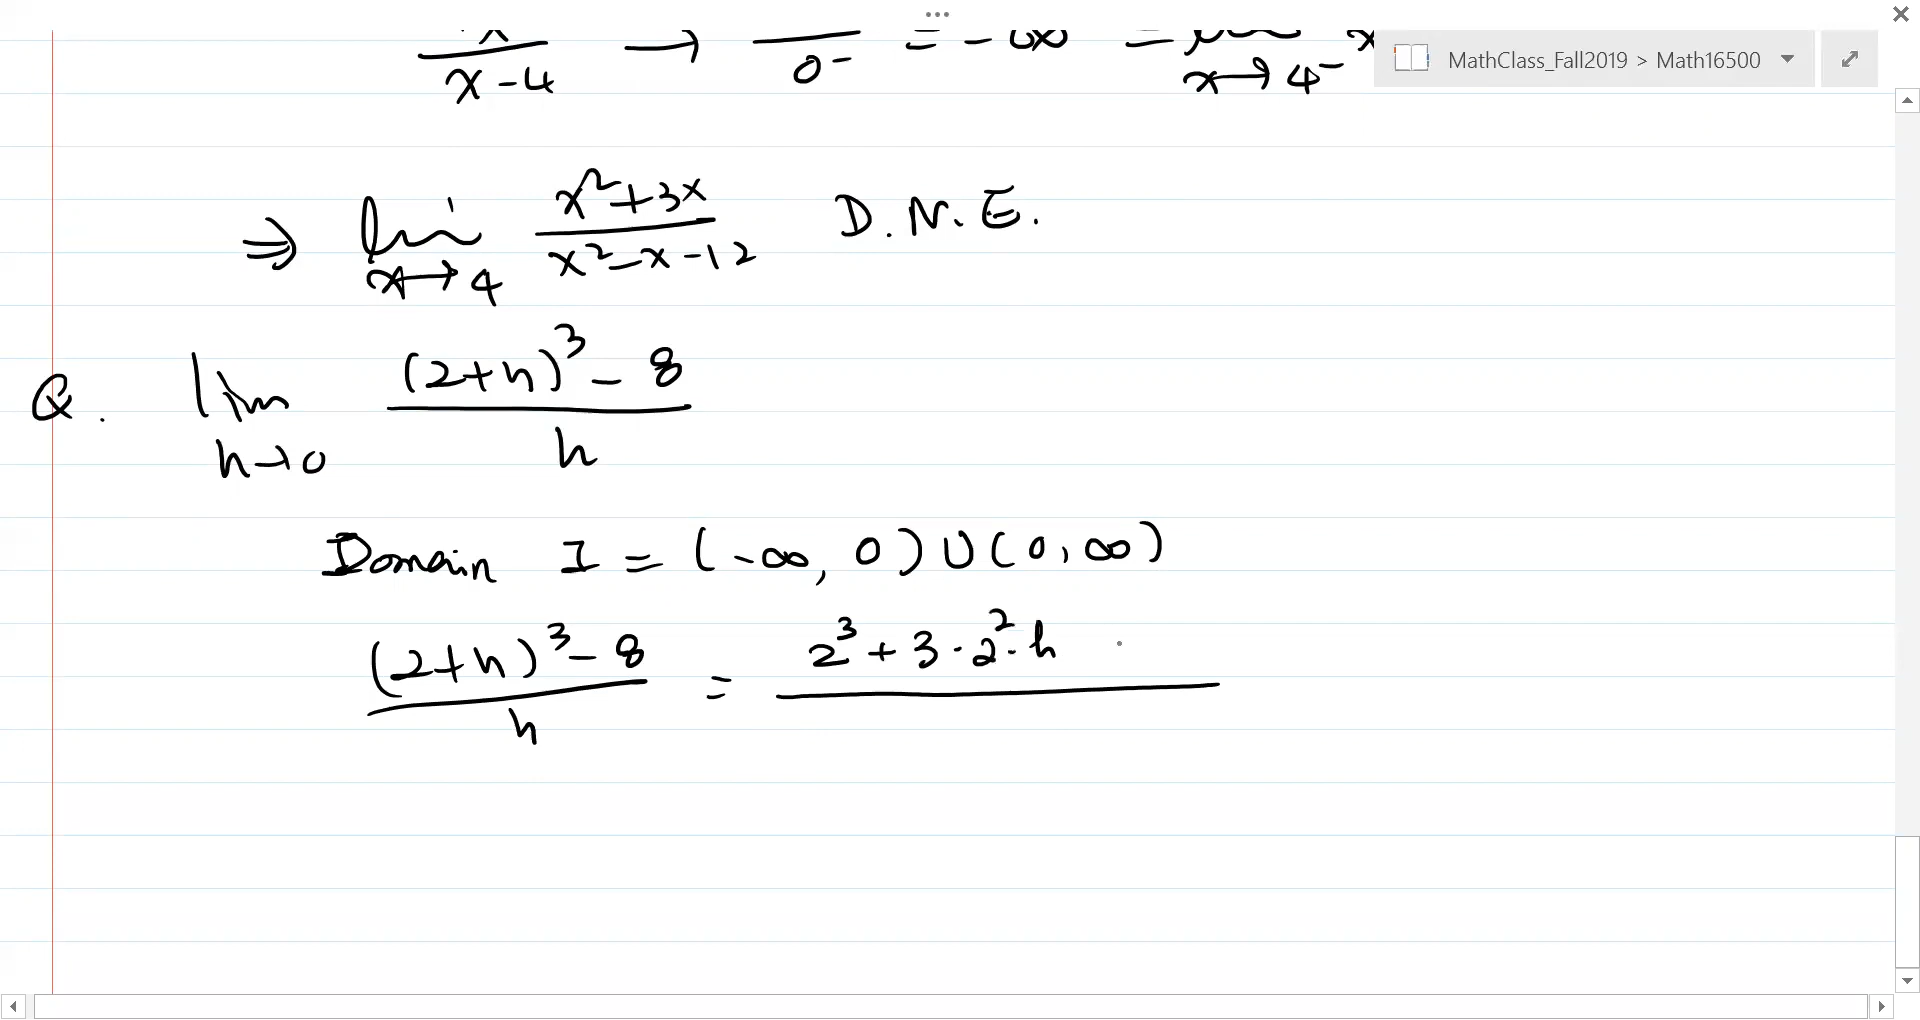 x/(x-4) → /0⁻ = -∞ = lim x→4⁻ x
MathClass_Fall2019 > Math16500
⇒ lim x→4 (x²+3x)/(x²-x-12) D.N.E.
Q. lim h→0 ((2+h)³ - 8)/h
Domain I = (-∞, 0) ∪ (0, ∞)
((2+h)³ - 8)/h = 2³ + 3·2²·h